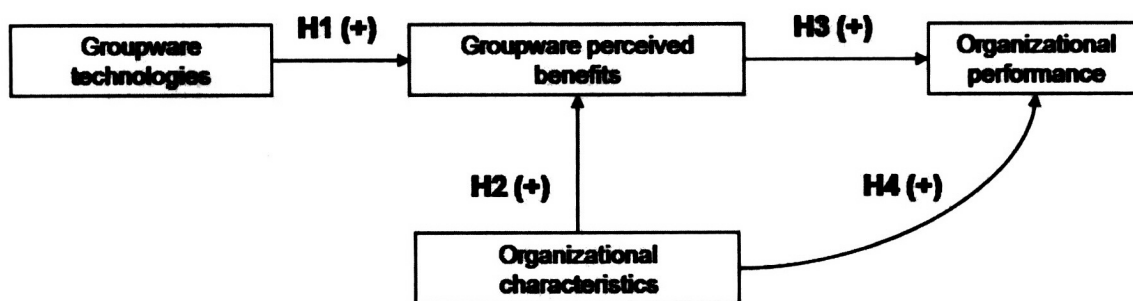 H1 (+)
H3 (+)
Groupware
technologies
Groupware perceived
benefits
Organizational
performance
H2 (+)
H4 (+)
Organizational
characteristics